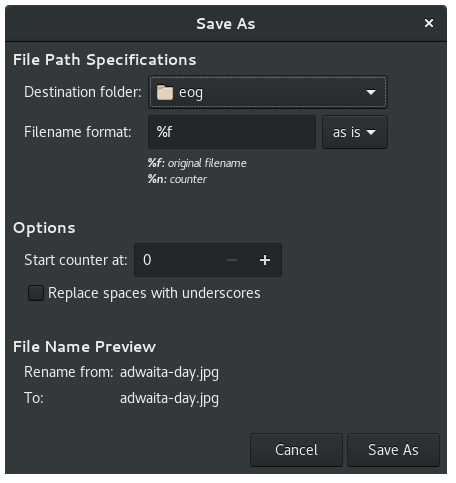 Save As
File Path Specifications
Destination folder: eog
Filename format: %f as is
%f: original filename
%n: counter
Options
Start counter at: 0
Replace spaces with underscores
File Name Preview
Rename from: adwaita-day.jpg
To: adwaita-day.jpg
Cancel Save As